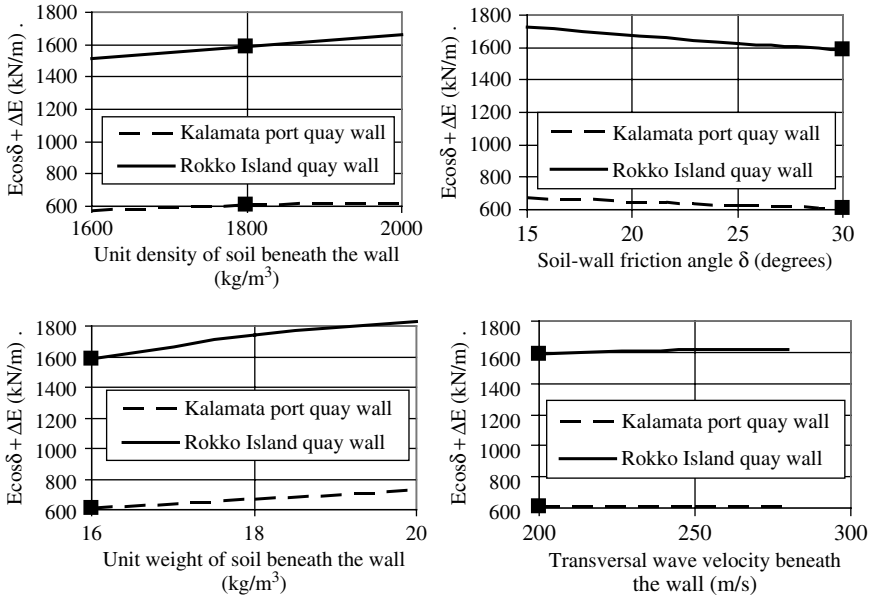 1800
1600
1400
1200
1000
800
600
Ecosδ + ΔE (kN/m) .
Kalamata port quay wall
Rokko Island quay wall
1600
1800
2000
Unit density of soil beneath the wall
(kg/m³)
1800
1600
1400
1200
1000
800
600
Ecosδ + ΔE (kN/m) .
Kalamata port quay wall
Rokko Island quay wall
15
20
25
30
Soil-wall friction angle δ (degrees)
1800
1600
1400
1200
1000
800
600
Ecosδ + ΔE (kN/m) .
Kalamata port quay wall
Rokko Island quay wall
16
18
20
Unit weight of soil beneath the wall
(kg/m³)
1800
1600
1400
1200
1000
800
600
Ecosδ + ΔE (kN/m) .
Kalamata port quay wall
Rokko Island quay wall
200
250
300
Transversal wave velocity beneath
the wall (m/s)